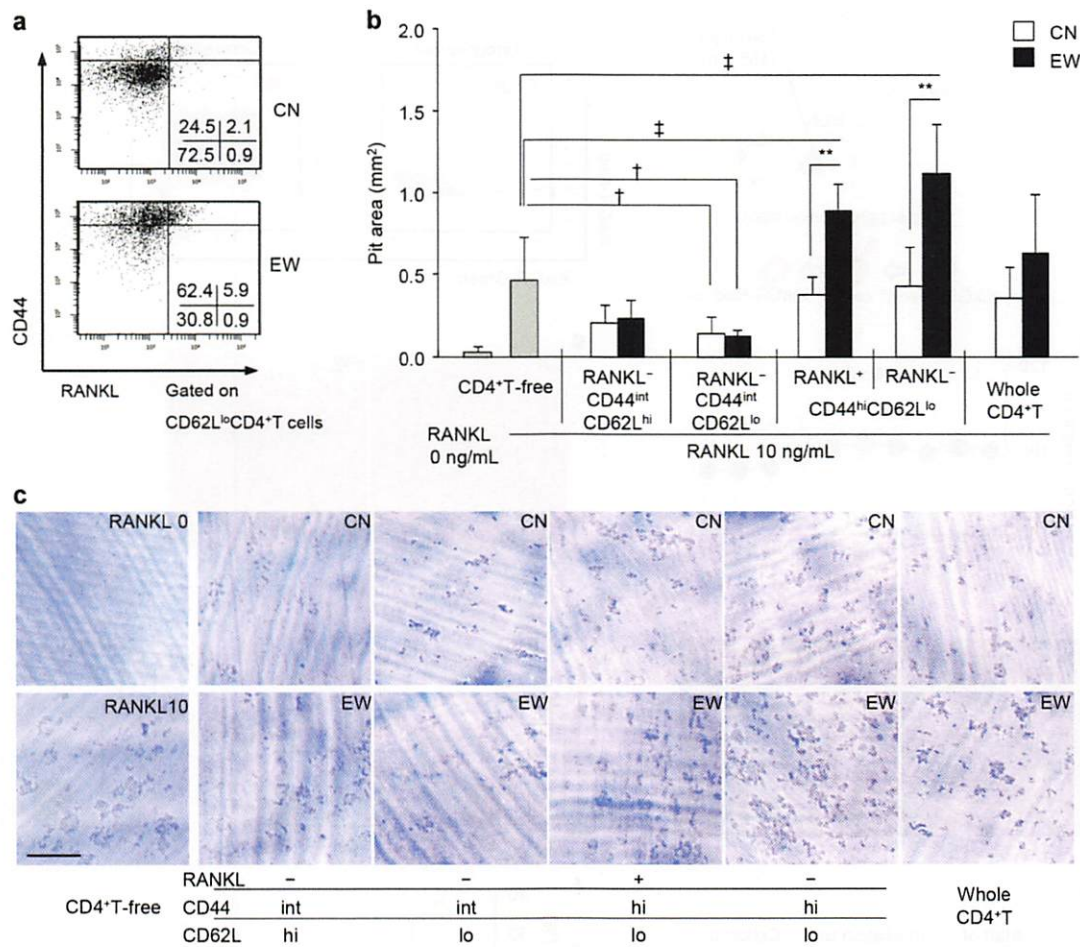 a
CN
24.5 2.1
72.5 0.9
EW
62.4 5.9
30.8 0.9
CD44
RANKL
Gated on
CD62LˡᵒCD4⁺T cells
b
CN
EW
Pit area (mm²)
2.0
1.5
1.0
0.5
0.0
‡
‡
†
†
**
**
CD4⁺T-free
RANKL⁻
CD44ⁱⁿᵗ
CD62Lʰⁱ
RANKL⁻
CD44ⁱⁿᵗ
CD62Lˡᵒ
RANKL⁺ RANKL⁻
CD44ʰⁱCD62Lˡᵒ
Whole
CD4⁺T
RANKL
0 ng/mL
RANKL 10 ng/mL
c
RANKL 0 CN CN CN CN CN
RANKL10 EW EW EW EW EW
RANKL − − + −
CD4⁺T-free
CD44 int int hi hi
CD62L hi lo lo lo
Whole
CD4⁺T